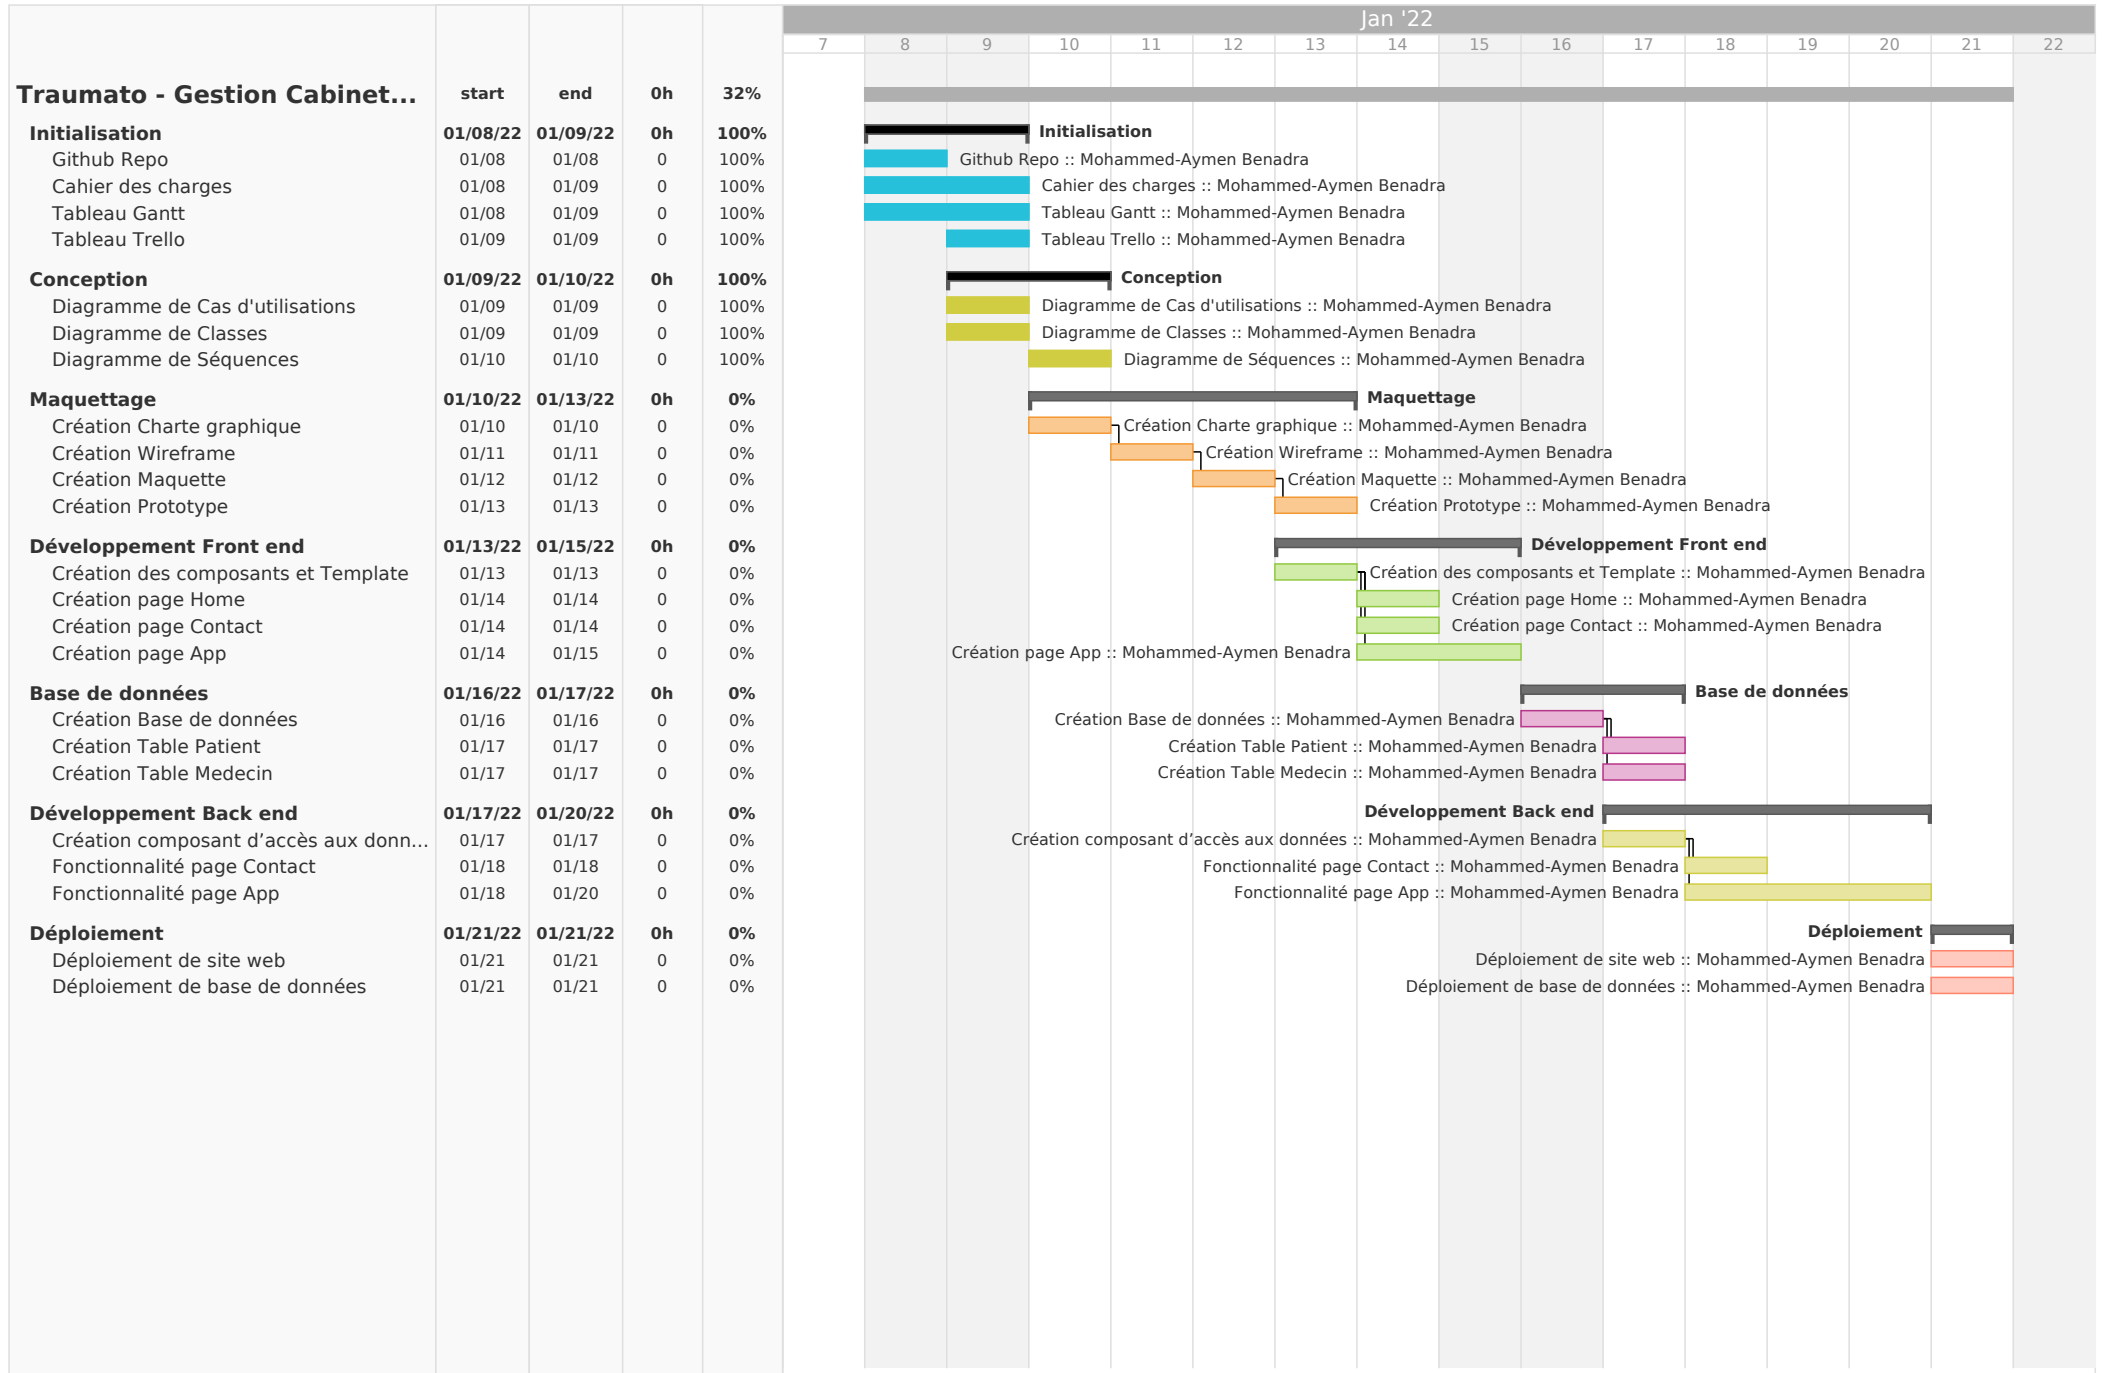 Jan '22
7 8 9 10 11 12 13 14 15 16 17 18 19 20 21 22
Traumato - Gestion Cabinet... start end 0h 32%
Initialisation 01/08/22 01/09/22 0h 100% Initialisation
Github Repo 01/08 01/08 0 100% Github Repo :: Mohammed-Aymen Benadra
Cahier des charges 01/08 01/09 0 100% Cahier des charges :: Mohammed-Aymen Benadra
Tableau Gantt 01/08 01/09 0 100% Tableau Gantt :: Mohammed-Aymen Benadra
Tableau Trello 01/09 01/09 0 100% Tableau Trello :: Mohammed-Aymen Benadra
Conception 01/09/22 01/10/22 0h 100% Conception
Diagramme de Cas d'utilisations 01/09 01/09 0 100% Diagramme de Cas d'utilisations :: Mohammed-Aymen Benadra
Diagramme de Classes 01/09 01/09 0 100% Diagramme de Classes :: Mohammed-Aymen Benadra
Diagramme de Séquences 01/10 01/10 0 100% Diagramme de Séquences :: Mohammed-Aymen Benadra
Maquettage 01/10/22 01/13/22 0h 0% Maquettage
Création Charte graphique 01/10 01/10 0 0% Création Charte graphique :: Mohammed-Aymen Benadra
Création Wireframe 01/11 01/11 0 0% Création Wireframe :: Mohammed-Aymen Benadra
Création Maquette 01/12 01/12 0 0% Création Maquette :: Mohammed-Aymen Benadra
Création Prototype 01/13 01/13 0 0% Création Prototype :: Mohammed-Aymen Benadra
Développement Front end 01/13/22 01/15/22 0h 0% Développement Front end
Création des composants et Template 01/13 01/13 0 0% Création des composants et Template :: Mohammed-Aymen Benadra
Création page Home 01/14 01/14 0 0% Création page Home :: Mohammed-Aymen Benadra
Création page Contact 01/14 01/14 0 0% Création page Contact :: Mohammed-Aymen Benadra
Création page App 01/14 01/15 0 0% Création page App :: Mohammed-Aymen Benadra
Base de données 01/16/22 01/17/22 0h 0% Base de données
Création Base de données 01/16 01/16 0 0% Création Base de données :: Mohammed-Aymen Benadra
Création Table Patient 01/17 01/17 0 0% Création Table Patient :: Mohammed-Aymen Benadra
Création Table Medecin 01/17 01/17 0 0% Création Table Medecin :: Mohammed-Aymen Benadra
Développement Back end 01/17/22 01/20/22 0h 0% Développement Back end
Création composant d’accès aux donn... 01/17 01/17 0 0% Création composant d’accès aux données :: Mohammed-Aymen Benadra
Fonctionnalité page Contact 01/18 01/18 0 0% Fonctionnalité page Contact :: Mohammed-Aymen Benadra
Fonctionnalité page App 01/18 01/20 0 0% Fonctionnalité page App :: Mohammed-Aymen Benadra
Déploiement 01/21/22 01/21/22 0h 0% Déploiement
Déploiement de site web 01/21 01/21 0 0% Déploiement de site web :: Mohammed-Aymen Benadra
Déploiement de base de données 01/21 01/21 0 0% Déploiement de base de données :: Mohammed-Aymen Benadra